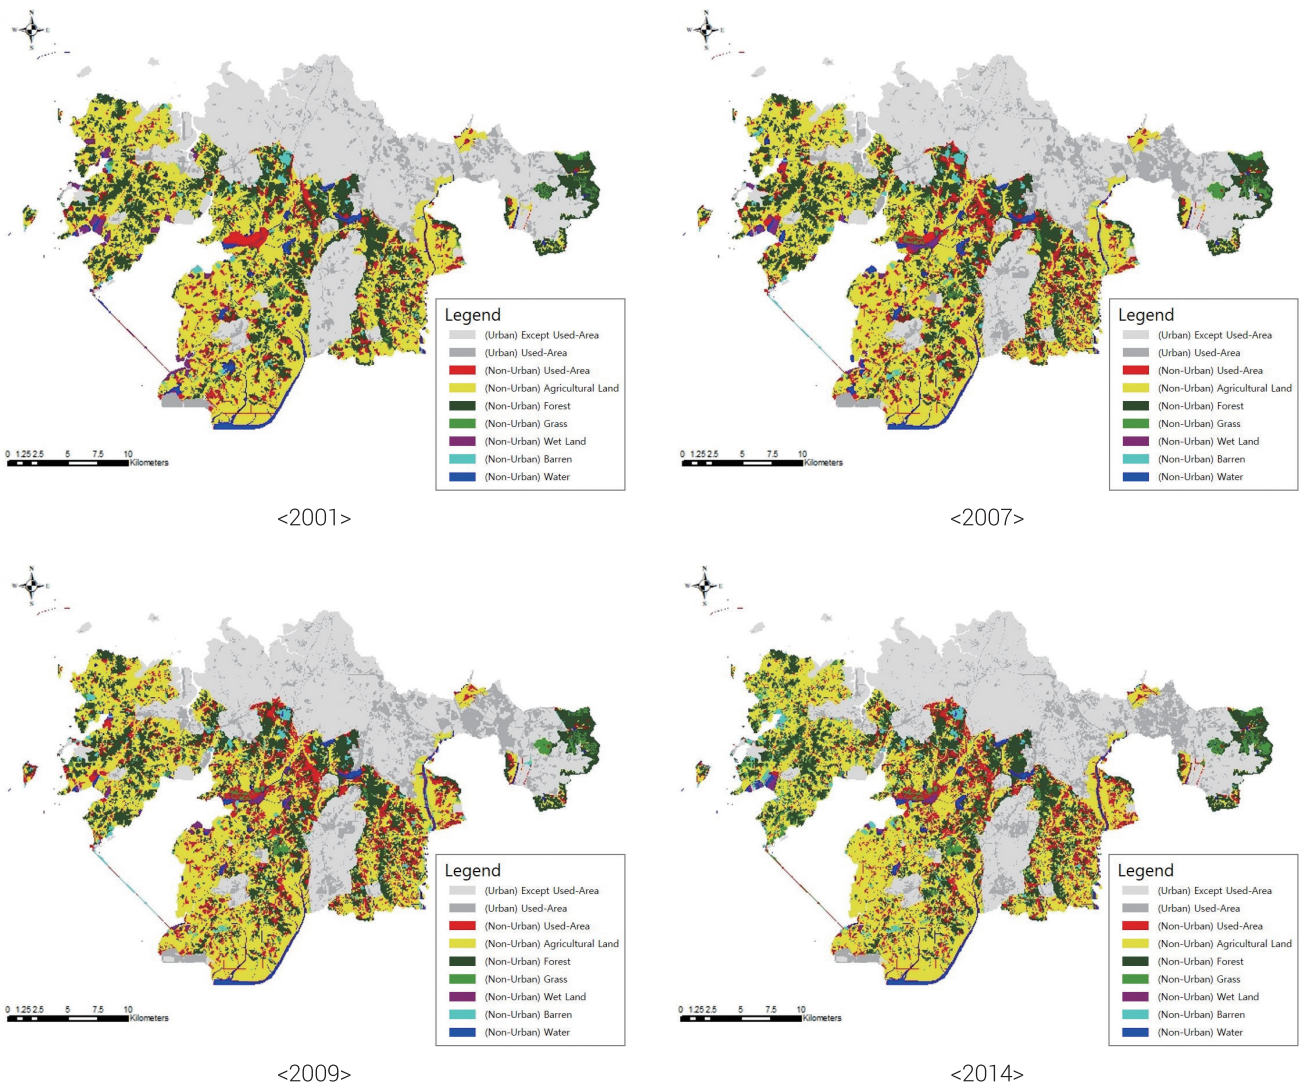 N
W E
S
N
W E
S
Legend
(Urban) Except Used-Area
(Urban) Used-Area
(Non-Urban) Used-Area
(Non-Urban) Agricultural Land
(Non-Urban) Forest
(Non-Urban) Grass
(Non-Urban) Wet Land
(Non-Urban) Barren
(Non-Urban) Water
0 1.25 2.5 5 7.5 10
Kilometers
<2001>
Legend
(Urban) Except Used-Area
(Urban) Used-Area
(Non-Urban) Used-Area
(Non-Urban) Agricultural Land
(Non-Urban) Forest
(Non-Urban) Grass
(Non-Urban) Wet Land
(Non-Urban) Barren
(Non-Urban) Water
0 1.25 2.5 5 7.5 10
Kilometers
<2007>
N
W E
S
N
W E
S
Legend
(Urban) Except Used-Area
(Urban) Used-Area
(Non-Urban) Used-Area
(Non-Urban) Agricultural Land
(Non-Urban) Forest
(Non-Urban) Grass
(Non-Urban) Wet Land
(Non-Urban) Barren
(Non-Urban) Water
0 1.25 2.5 5 7.5 10
Kilometers
<2009>
Legend
(Urban) Except Used-Area
(Urban) Used-Area
(Non-Urban) Used-Area
(Non-Urban) Agricultural Land
(Non-Urban) Forest
(Non-Urban) Grass
(Non-Urban) Wet Land
(Non-Urban) Barren
(Non-Urban) Water
0 1.25 2.5 5 7.5 10
Kilometers
<2014>